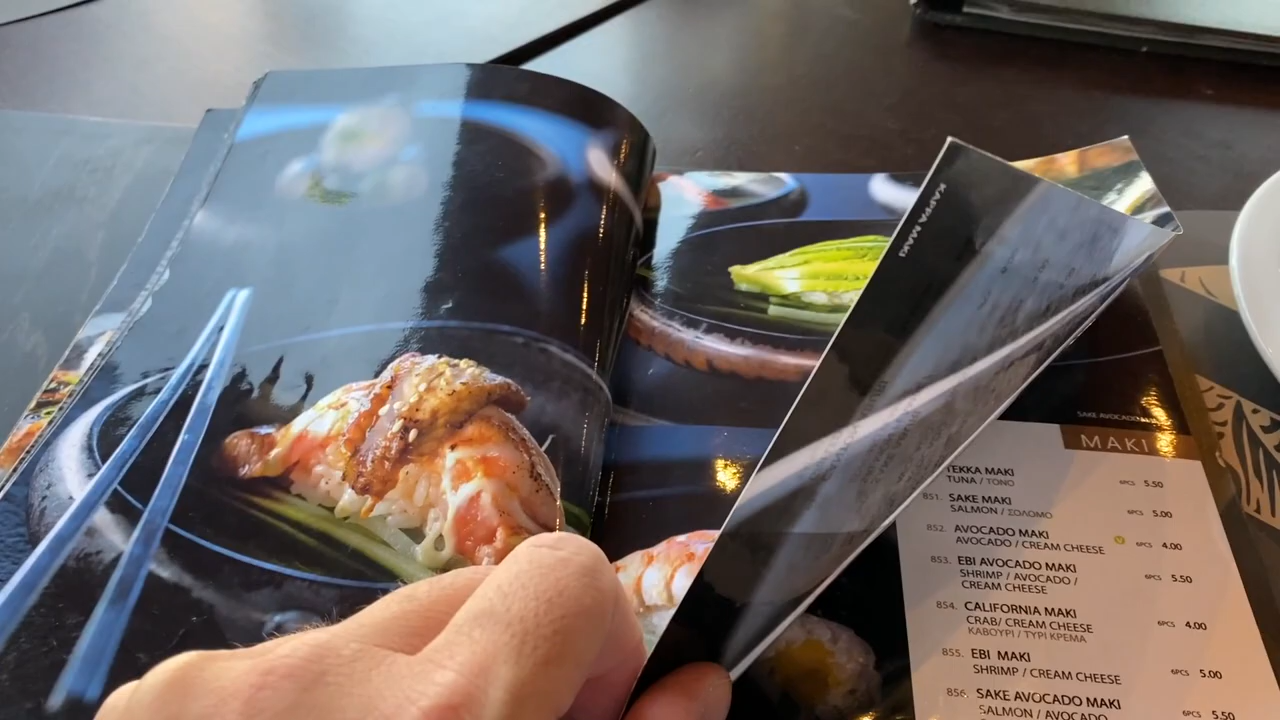 KAPPA MAKI
SAKE AVOCADO
MAKI
TEKKA MAKI
TUNA / ΤΟΝΟ
6PCS 5.50
851. SAKE MAKI
SALMON / ΣΟΛΟΜΟ
6PCS 5.00
852. AVOCADO MAKI
AVOCADO / CREAM CHEESE
6PCS 4.00
853. EBI AVOCADO MAKI
SHRIMP / AVOCADO /
CREAM CHEESE
6PCS 5.50
854. CALIFORNIA MAKI
CRAB/ CREAM CHEESE
ΚΑΒΟΥΡΙ / ΤΥΡΙ ΚΡΕΜΑ
6PCS 4.00
855. EBI MAKI
SHRIMP / CREAM CHEESE
6PCS 5.00
856. SAKE AVOCADO MAKI
SALMON / AVOCADO
6PCS 5.50